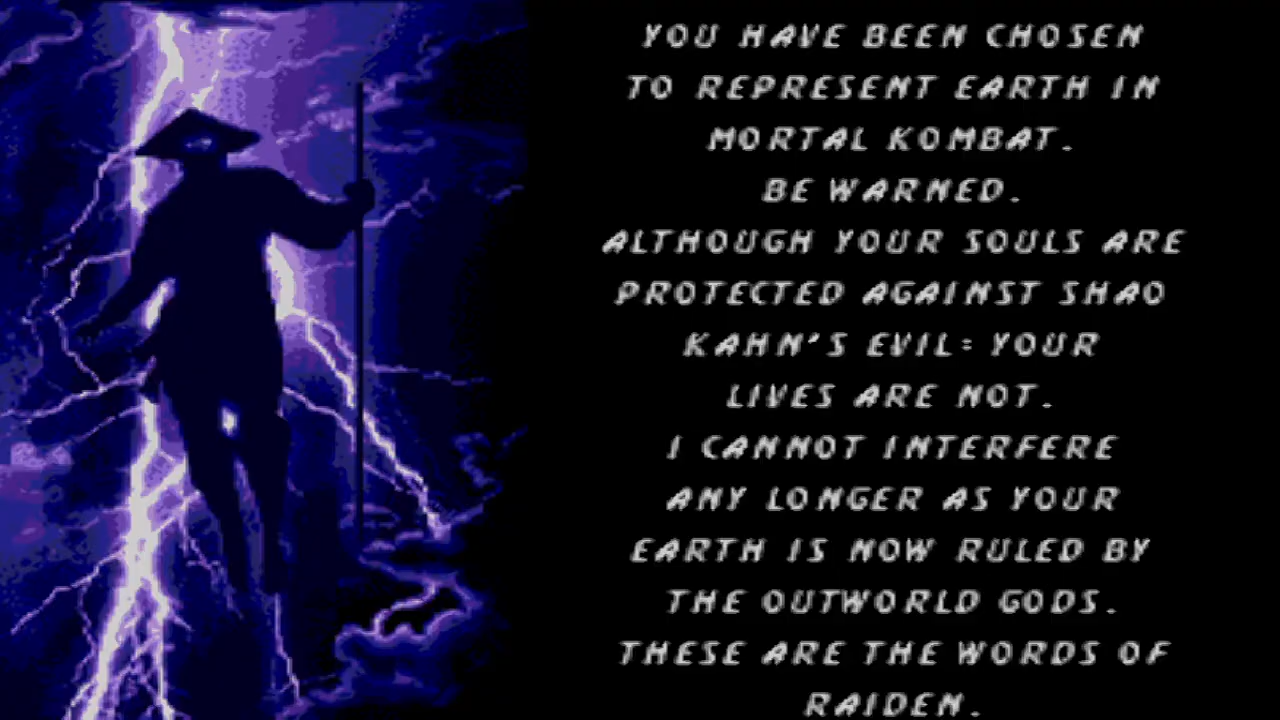 YOU HAVE BEEN CHOSEN
TO REPRESENT EARTH IN
MORTAL KOMBAT.
BE WARNED.
ALTHOUGH YOUR SOULS ARE
PROTECTED AGAINST SHAO
KAHN'S EVIL: YOUR
LIVES ARE NOT.
I CANNOT INTERFERE
ANY LONGER AS YOUR
EARTH IS NOW RULED BY
THE OUTWORLD GODS.
THESE ARE THE WORDS OF
RAIDEN.